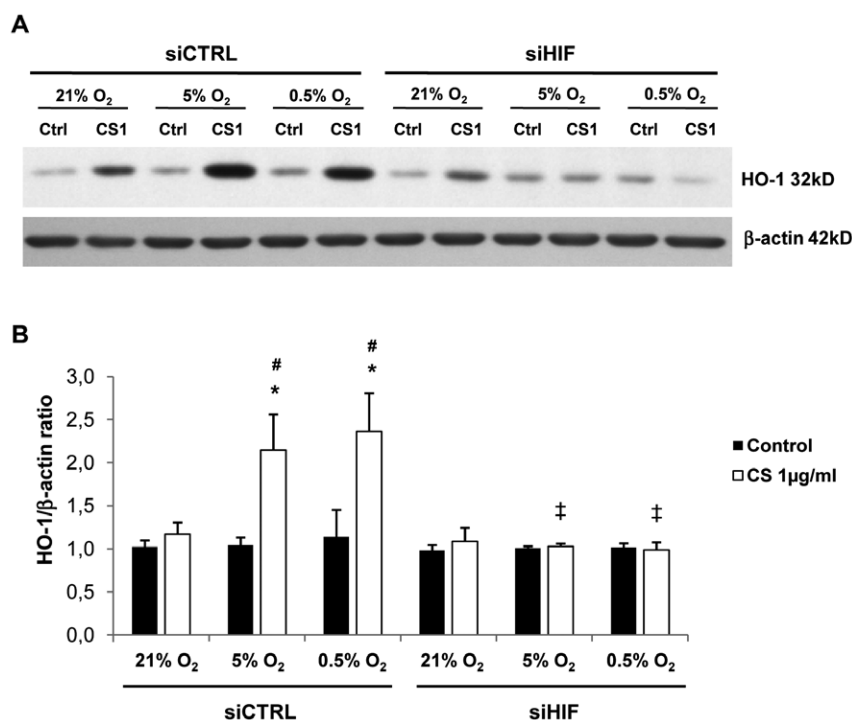 A
siCTRL siHIF
21% O2 5% O2 0.5% O2 21% O2 5% O2 0.5% O2
Ctrl CS1 Ctrl CS1 Ctrl CS1 Ctrl CS1 Ctrl CS1 Ctrl CS1
HO-1 32kD
β-actin 42kD
B
HO-1/β-actin ratio
3,0
2,5
2,0
1,5
1,0
0,5
0,0
# *
# *
‡ ‡
Control
CS 1µg/ml
21% O2 5% O2 0.5% O2 21% O2 5% O2 0.5% O2
siCTRL siHIF